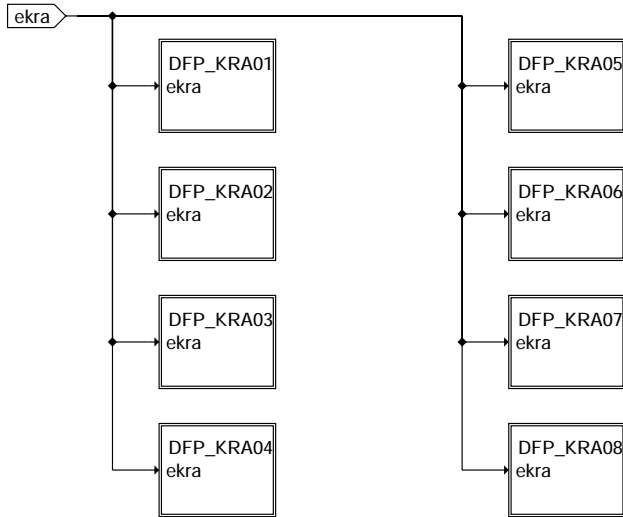 ekra
DFP_KRA01
ekra
DFP_KRA02
ekra
DFP_KRA03
ekra
DFP_KRA04
ekra
DFP_KRA05
ekra
DFP_KRA06
ekra
DFP_KRA07
ekra
DFP_KRA08
ekra